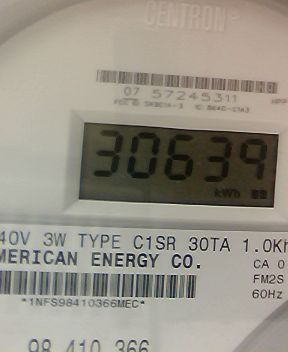 CENTRON®
07 57245311
30639
kWh
40V 3W TYPE C1SR 30TA 1.0Kh
MERICAN ENERGY CO.
CA 0
FM2S
60Hz
*1NFS98410366MEC*
98 410 366